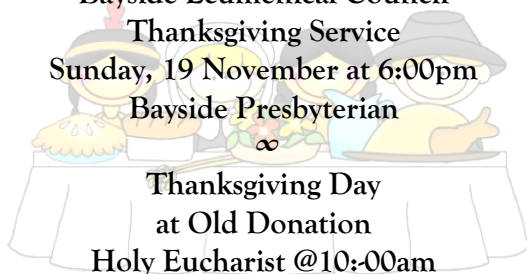 Bayside Ecumenical Council
Thanksgiving Service
Sunday, 19 November at 6:00pm
Bayside Presbyterian
∞
Thanksgiving Day
at Old Donation
Holy Eucharist @10:-00am